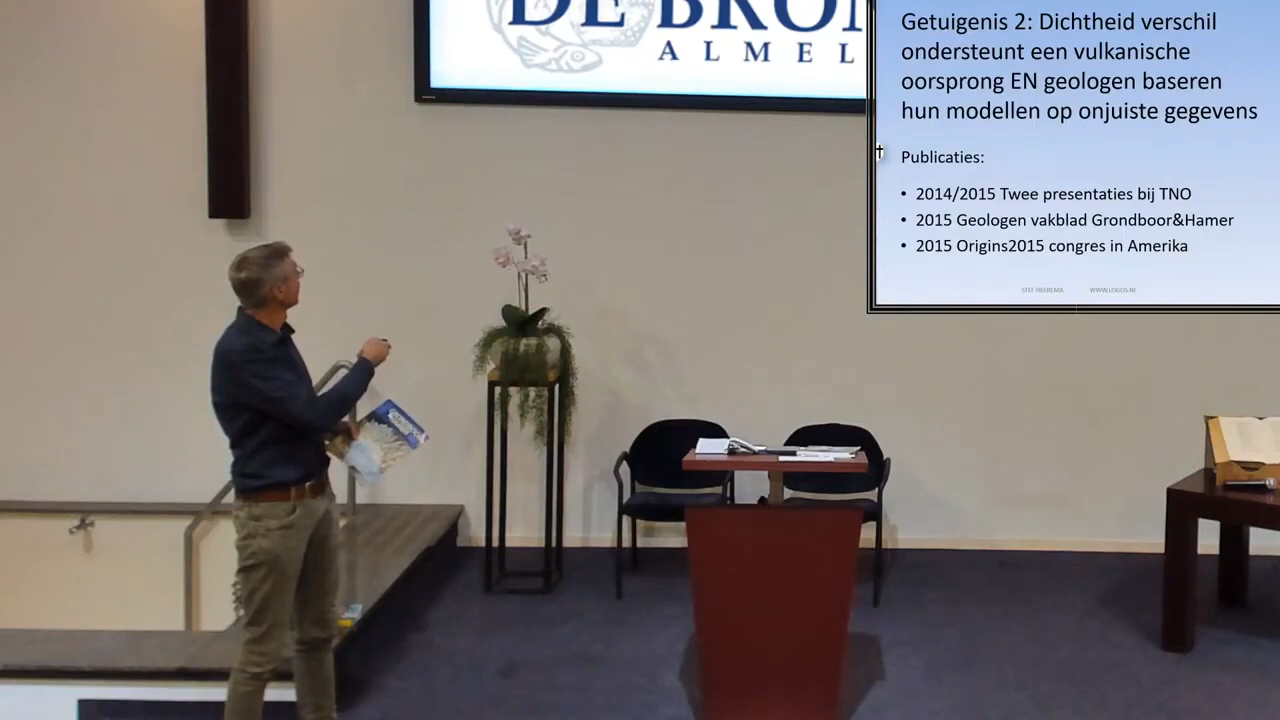 DE BRON
ALMEL
Getuigenis 2: Dichtheid verschil
ondersteunt een vulkanische
oorsprong EN geologen baseren
hun modellen op onjuiste gegevens
Publicaties:
• 2014/2015 Twee presentaties bij TNO
• 2015 Geologen vakblad Grondboor&Hamer
• 2015 Origins2015 congres in Amerika
STEF HEEREMA WWW.LOGOS.NL